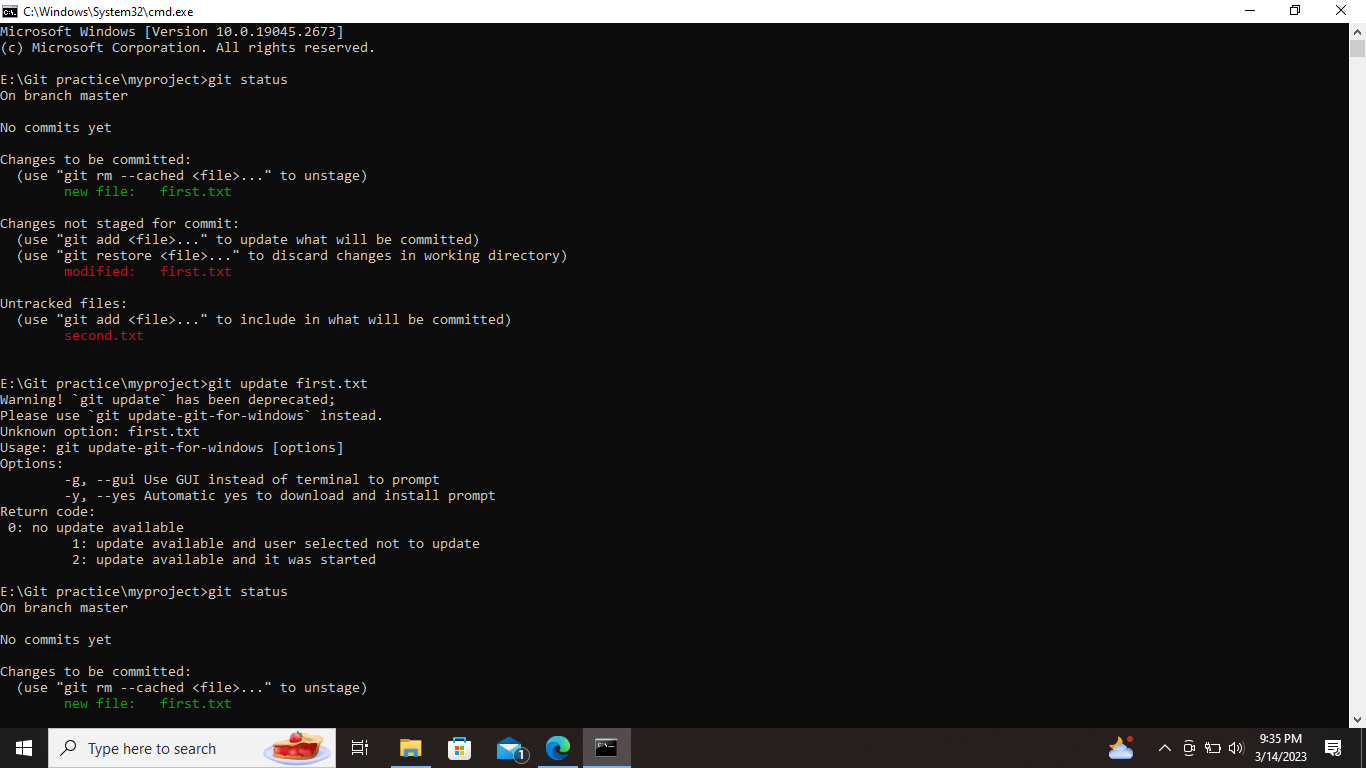 C:\Windows\System32\cmd.exe
Microsoft Windows [Version 10.0.19045.2673]
(c) Microsoft Corporation. All rights reserved.
E:\Git practice\myproject>git status
On branch master
No commits yet
Changes to be committed:
  (use "git rm --cached <file>..." to unstage)
        new file:   first.txt
Changes not staged for commit:
  (use "git add <file>..." to update what will be committed)
  (use "git restore <file>..." to discard changes in working directory)
        modified:   first.txt
Untracked files:
  (use "git add <file>..." to include in what will be committed)
        second.txt
E:\Git practice\myproject>git update first.txt
Warning! `git update` has been deprecated;
Please use `git update-git-for-windows` instead.
Unknown option: first.txt
Usage: git update-git-for-windows [options]
Options:
        -g, --gui Use GUI instead of terminal to prompt
        -y, --yes Automatic yes to download and install prompt
Return code:
 0: no update available
         1: update available and user selected not to update
         2: update available and it was started
E:\Git practice\myproject>git status
On branch master
No commits yet
Changes to be committed:
  (use "git rm --cached <file>..." to unstage)
        new file:   first.txt
Type here to search
1
9:35 PM
3/14/2023